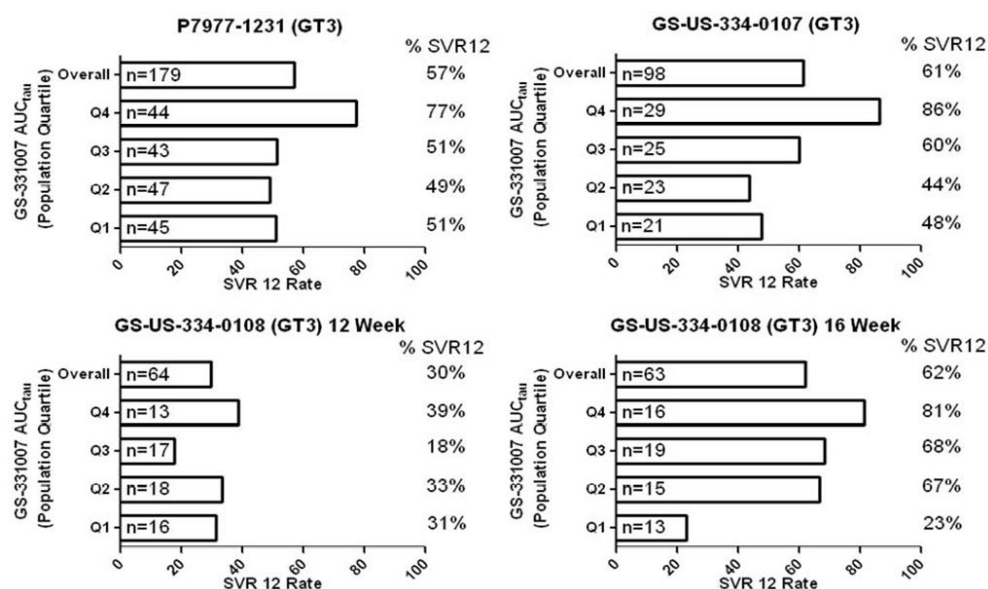 P7977-1231 (GT3)
% SVR12
GS-331007 AUCtau
(Population Quartile)
Overall n=179 57%
Q4 n=44 77%
Q3 n=43 51%
Q2 n=47 49%
Q1 n=45 51%
0 20 40 60 80 100
SVR 12 Rate
GS-US-334-0107 (GT3)
% SVR12
GS-331007 AUCtau
(Population Quartile)
Overall n=98 61%
Q4 n=29 86%
Q3 n=25 60%
Q2 n=23 44%
Q1 n=21 48%
0 20 40 60 80 100
SVR 12 Rate
GS-US-334-0108 (GT3) 12 Week
% SVR12
GS-331007 AUCtau
(Population Quartile)
Overall n=64 30%
Q4 n=13 39%
Q3 n=17 18%
Q2 n=18 33%
Q1 n=16 31%
0 20 40 60 80 100
SVR 12 Rate
GS-US-334-0108 (GT3) 16 Week
% SVR12
GS-331007 AUCtau
(Population Quartile)
Overall n=63 62%
Q4 n=16 81%
Q3 n=19 68%
Q2 n=15 67%
Q1 n=13 23%
0 20 40 60 80 100
SVR 12 Rate